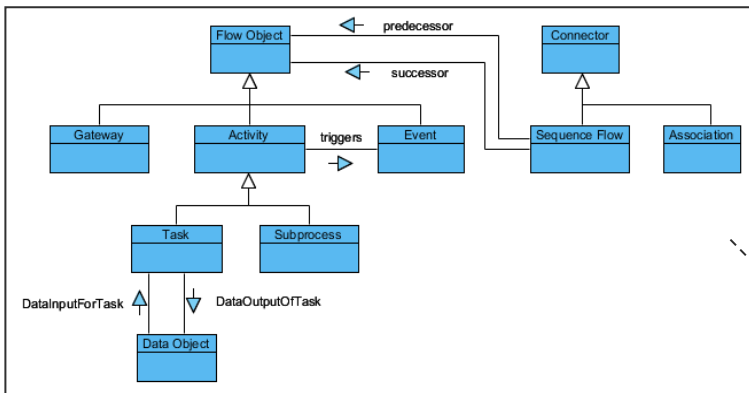 predecessor
Flow Object
Connector
successor
Gateway
Activity
triggers
Event
Sequence Flow
Association
Task
Subprocess
DataInputForTask
DataOutputOfTask
Data Object